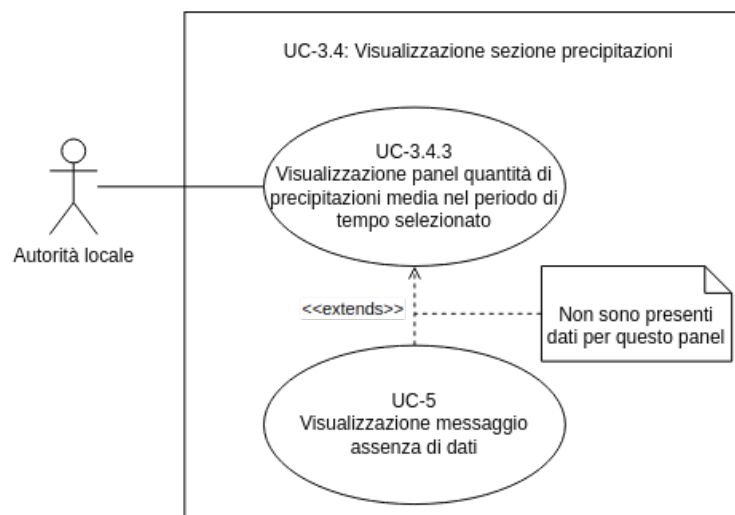 UC-3.4: Visualizzazione sezione precipitazioni
UC-3.4.3
Visualizzazione panel quantità di
precipitazioni media nel periodo di
tempo selezionato
Autorità locale
<<extends>>
Non sono presenti
dati per questo panel
UC-5
Visualizzazione messaggio
assenza di dati